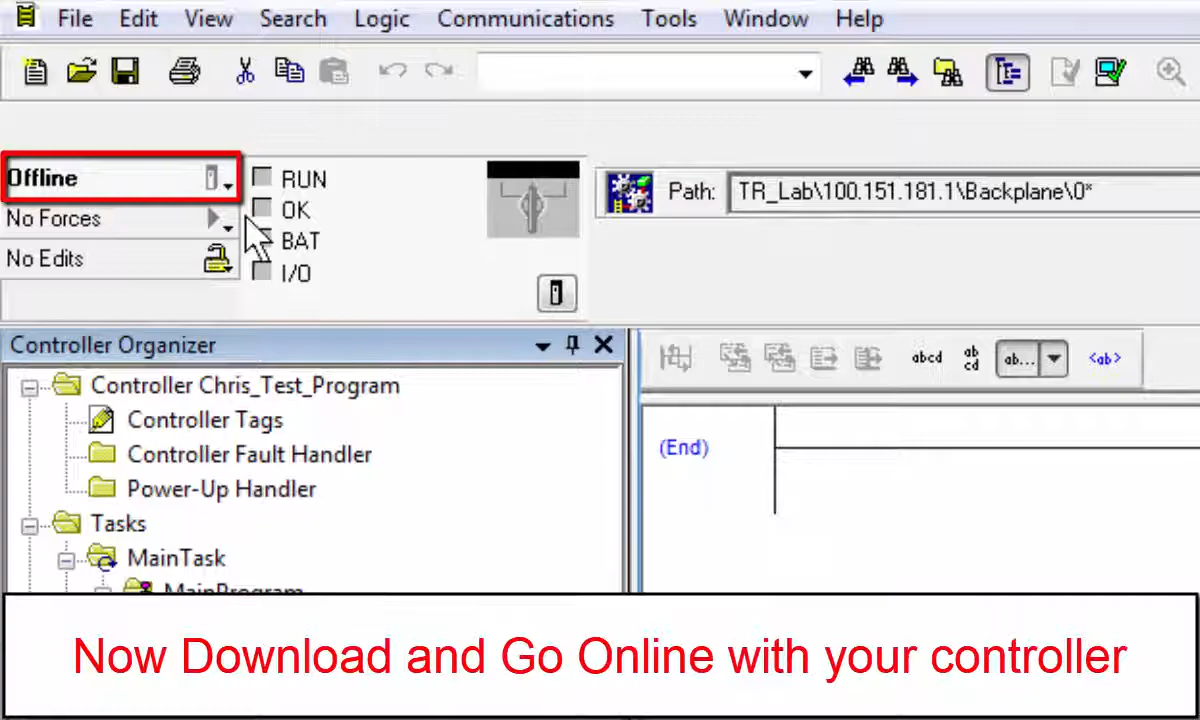 File Edit View Search Logic Communications Tools Window Help
Offline
RUN
No Forces
OK
BAT
No Edits
I/O
Path: TR_Lab\100.151.181.1\Backplane\0*
Controller Organizer
abcd
ab
cd
ab...
<ab>
Controller Chris_Test_Program
Controller Tags
Controller Fault Handler
Power-Up Handler
Tasks
MainTask
MainProgram
(End)
Now Download and Go Online with your controller